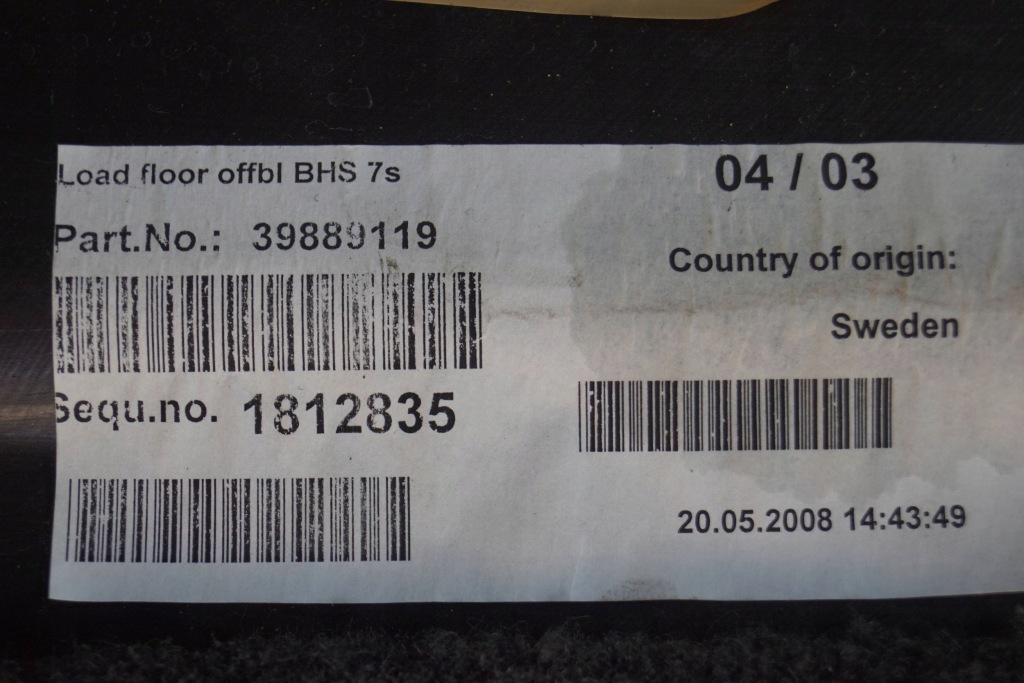 Load floor offbl BHS 7s
04 / 03
Part.No.: 39889119
Country of origin:
Sweden
Sequ.no. 1812835
20.05.2008 14:43:49